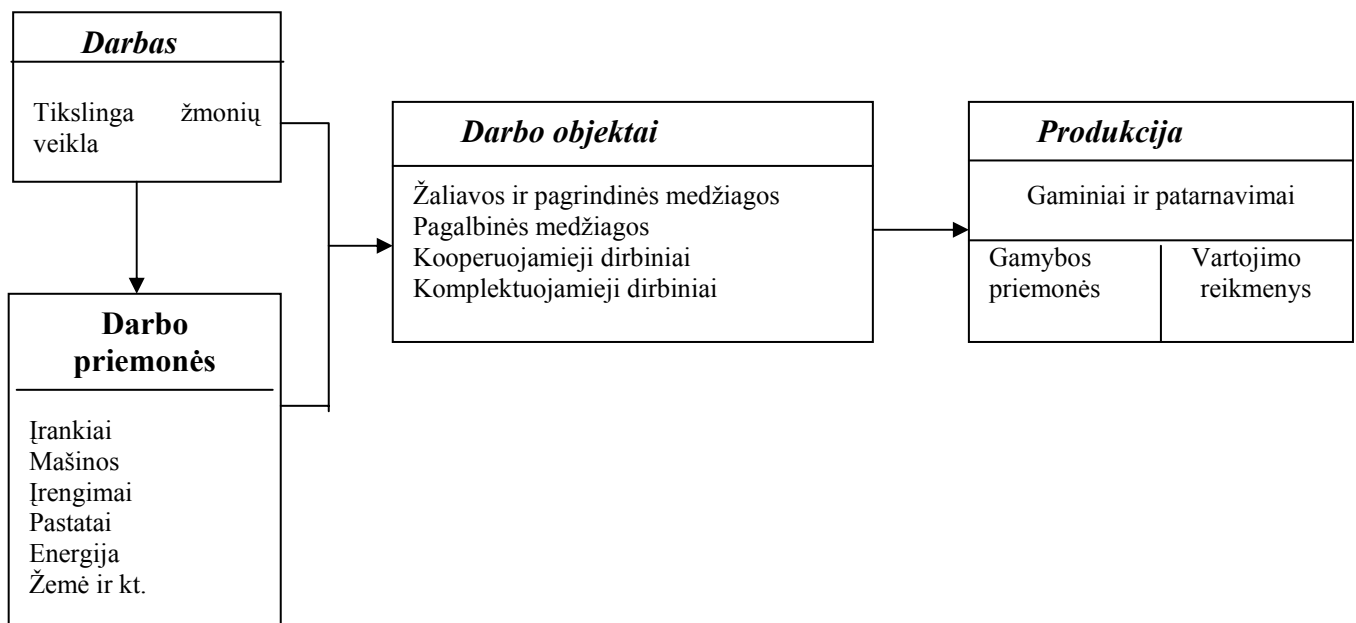 Darbas
Tikslinga žmonių
veikla
Darbo
priemonės
Įrankiai
Mašinos
Įrengimai
Pastatai
Energija
Žemė ir kt.
Darbo objektai
Žaliavos ir pagrindinės medžiagos
Pagalbinės medžiagos
Kooperuojamieji dirbiniai
Komplektuojamieji dirbiniai
Produkcija
Gaminiai ir patarnavimai
Gamybos
priemonės
Vartojimo
reikmenys